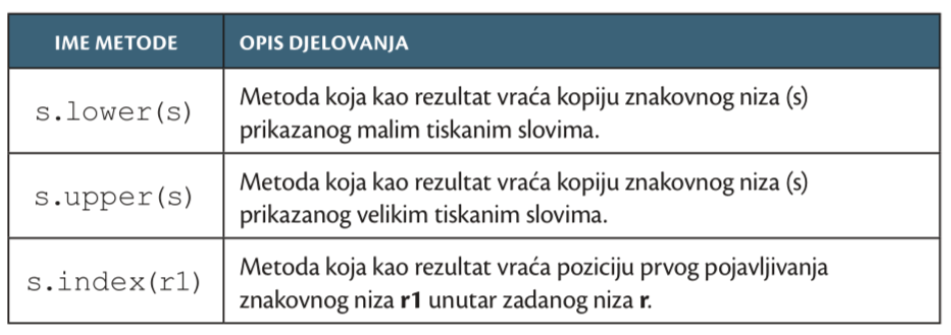 IME METODE
OPIS DJELOVANJA
s.lower(s)
Metoda koja kao rezultat vraća kopiju znakovnog niza (s)
prikazanog malim tiskanim slovima.
s.upper(s)
Metoda koja kao rezultat vraća kopiju znakovnog niza (s)
prikazanog velikim tiskanim slovima.
s.index(r1)
Metoda koja kao rezultat vraća poziciju prvog pojavljivanja
znakovnog niza r1 unutar zadanog niza r.